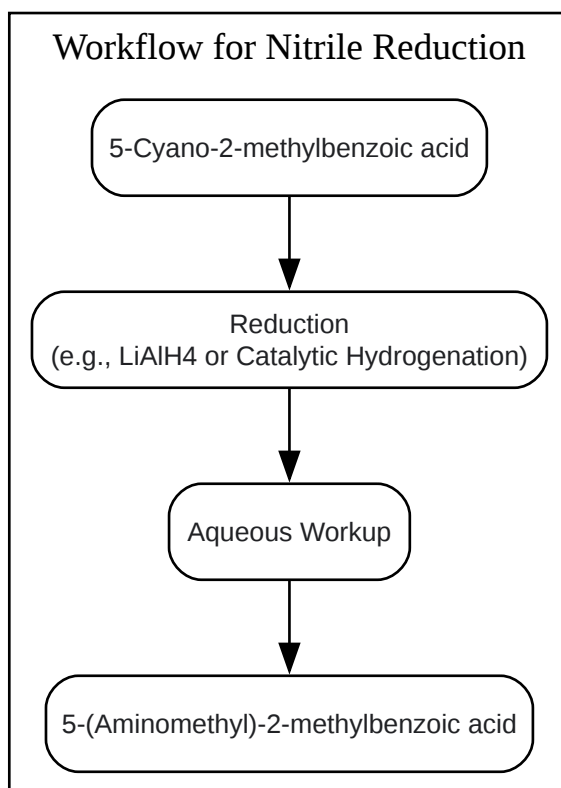 Workflow for Nitrile Reduction
5-Cyano-2-methylbenzoic acid
Reduction
(e.g., LiAlH4 or Catalytic Hydrogenation)
Aqueous Workup
5-(Aminomethyl)-2-methylbenzoic acid